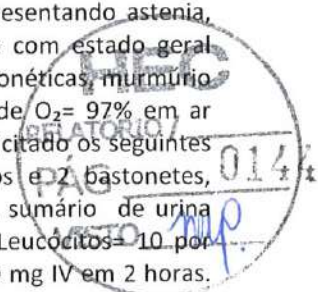 esentando astenia,
com estado geral
onéticas, murmúrio
de O₂= 97% em ar
citado os seguintes
os e 2 bastonetes,
sumário de urina
Leucócitos= 10 por
0 mg IV em 2 horas.
HEC
RELATÓRIO /
PÁG 0144
VISTO